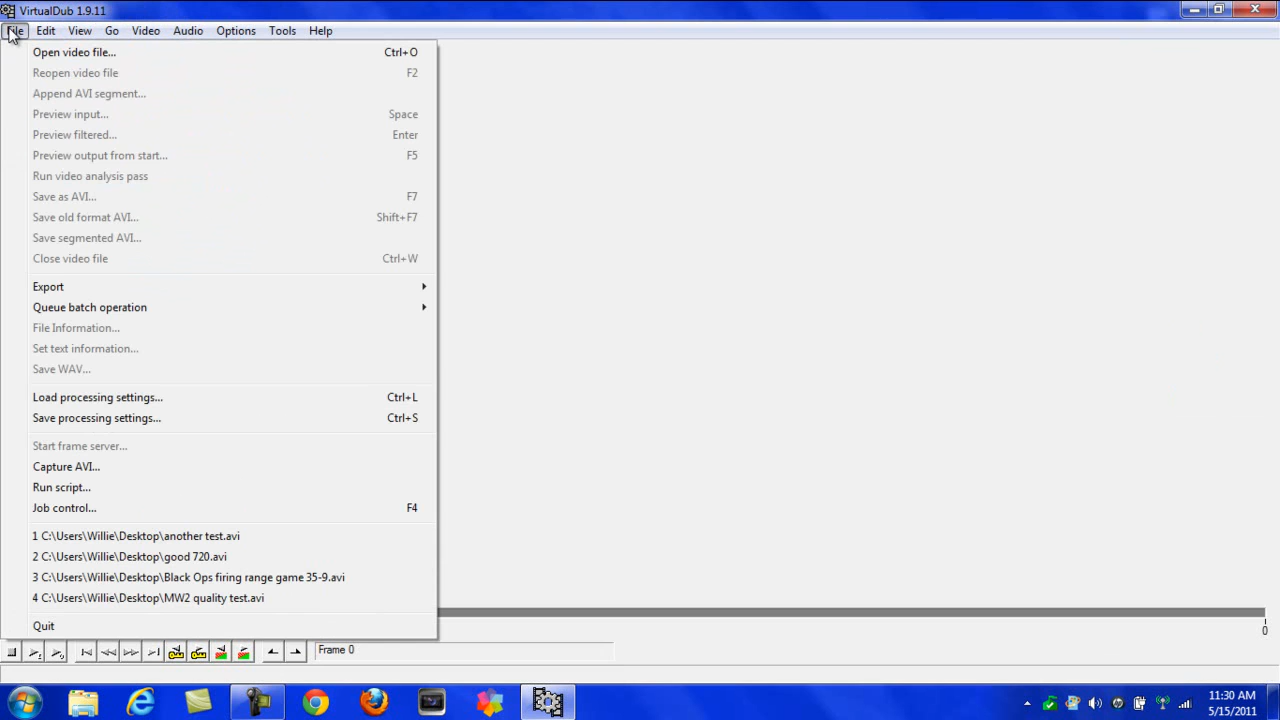 VirtualDub 1.9.11
File Edit View Go Video Audio Options Tools Help
Open video file... Ctrl+O
Reopen video file F2
Append AVI segment...
Preview input... Space
Preview filtered... Enter
Preview output from start... F5
Run video analysis pass
Save as AVI... F7
Save old format AVI... Shift+F7
Save segmented AVI...
Close video file Ctrl+W
Export
Queue batch operation
File Information...
Set text information...
Save WAV...
Load processing settings... Ctrl+L
Save processing settings... Ctrl+S
Start frame server...
Capture AVI...
Run script...
Job control... F4
1 C:\Users\Willie\Desktop\another test.avi
2 C:\Users\Willie\Desktop\good 720.avi
3 C:\Users\Willie\Desktop\Black Ops firing range game 35-9.avi
4 C:\Users\Willie\Desktop\MW2 quality test.avi
Quit
0
Frame 0
11:30 AM
5/15/2011